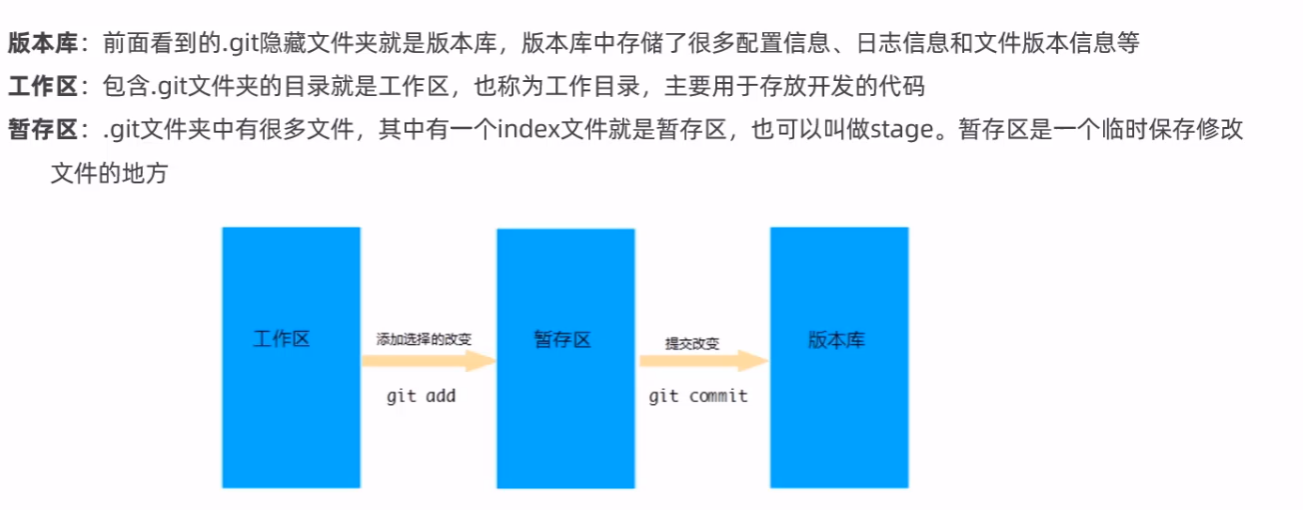 版本库：前面看到的.git隐藏文件夹就是版本库，版本库中存储了很多配置信息、日志信息和文件版本信息等
工作区：包含.git文件夹的目录就是工作区，也称为工作目录，主要用于存放开发的代码
暂存区：.git文件夹中有很多文件，其中有一个index文件就是暂存区，也可以叫做stage。暂存区是一个临时保存修改
文件的地方
工作区
添加选择的改变
git add
暂存区
提交改变
git commit
版本库